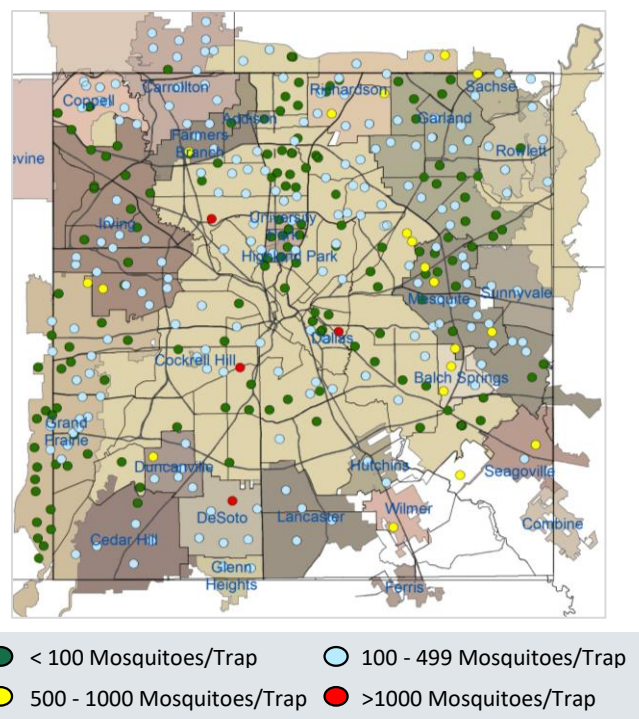 Coppell
Carrollton
Richardson
Sachse
Addison
Garland
Farmers
Branch
Rowlett
evine
Irving
University
Park
Highland Park
Mesquite
Sunnyvale
Dallas
Cockrell Hill
Balch Springs
Grand
Prairie
Duncanville
Hutchins
Seagoville
DeSoto
Lancaster
Wilmer
Combine
Cedar Hill
Glenn
Heights
Ferris
< 100 Mosquitoes/Trap
100 - 499 Mosquitoes/Trap
500 - 1000 Mosquitoes/Trap
>1000 Mosquitoes/Trap